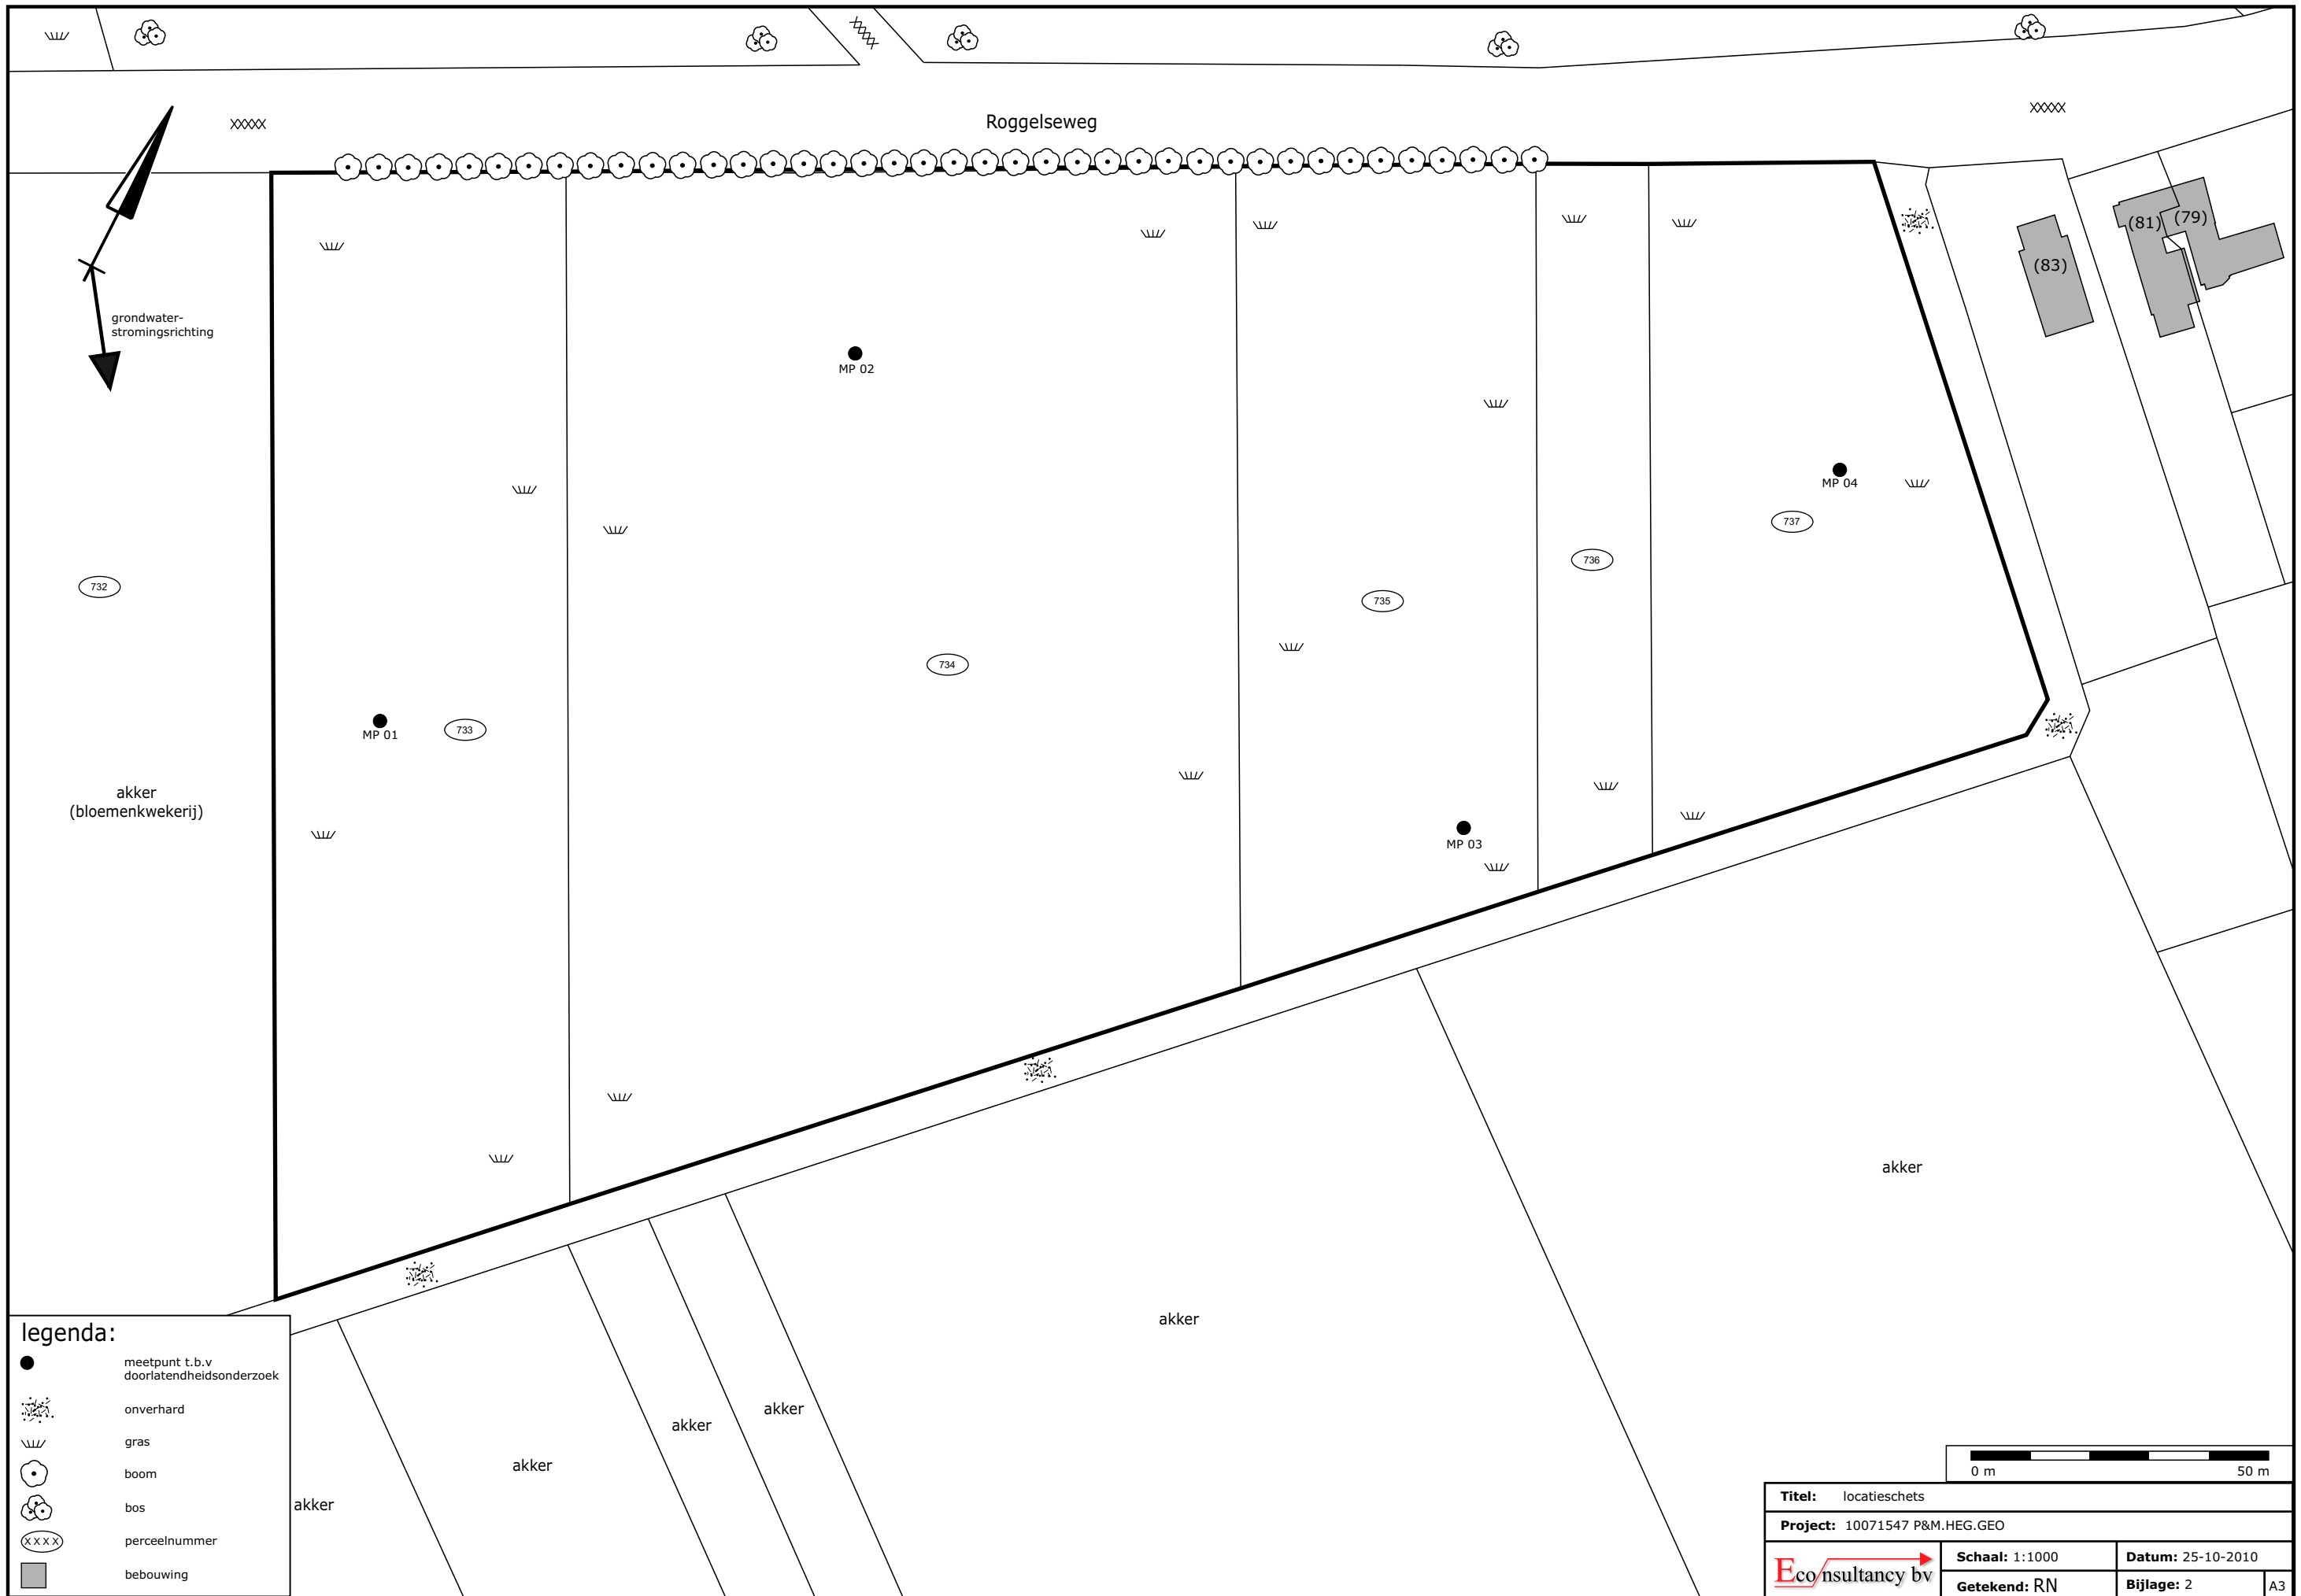 Roggelseweg
grondwater-
stromingsrichting
(83)
(81)
(79)
MP 02
MP 04
737
736
735
732
734
733
MP 01
akker
(bloemenkwekerij)
MP 03
akker
akker
akker
akker
akker
akker
legenda:
meetpunt t.b.v
doorlatendheidsonderzoek
onverhard
gras
boom
bos
XXXX perceelnummer
bebouwing
0 m 50 m
Titel: locatieschets
Project: 10071547 P&M.HEG.GEO
Econsultancy bv
Schaal: 1:1000
Datum: 25-10-2010
Getekend: RN
Bijlage: 2
A3